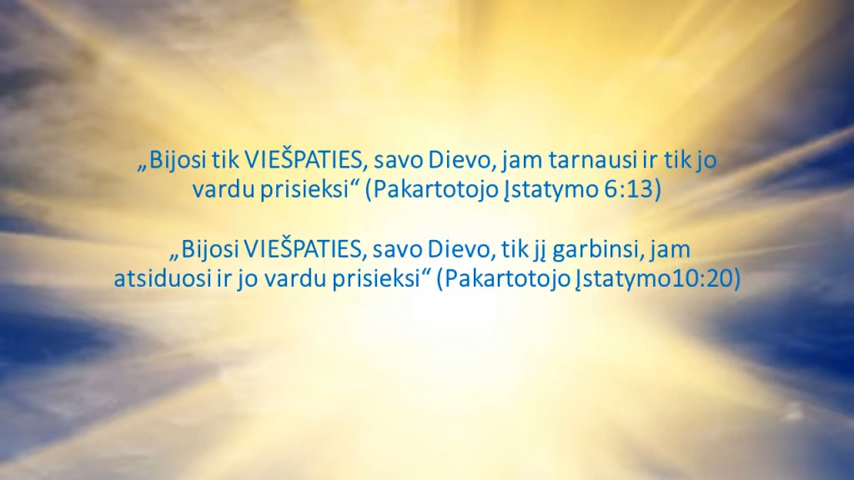 „Bijosi tik VIEŠPATIES, savo Dievo, jam tarnausi ir tik jo
vardu prisieksi“ (Pakartotojo Įstatymo 6:13)
„Bijosi VIEŠPATIES, savo Dievo, tik jį garbinsi, jam
atsiduosi ir jo vardu prisieksi“ (Pakartotojo Įstatymo10:20)